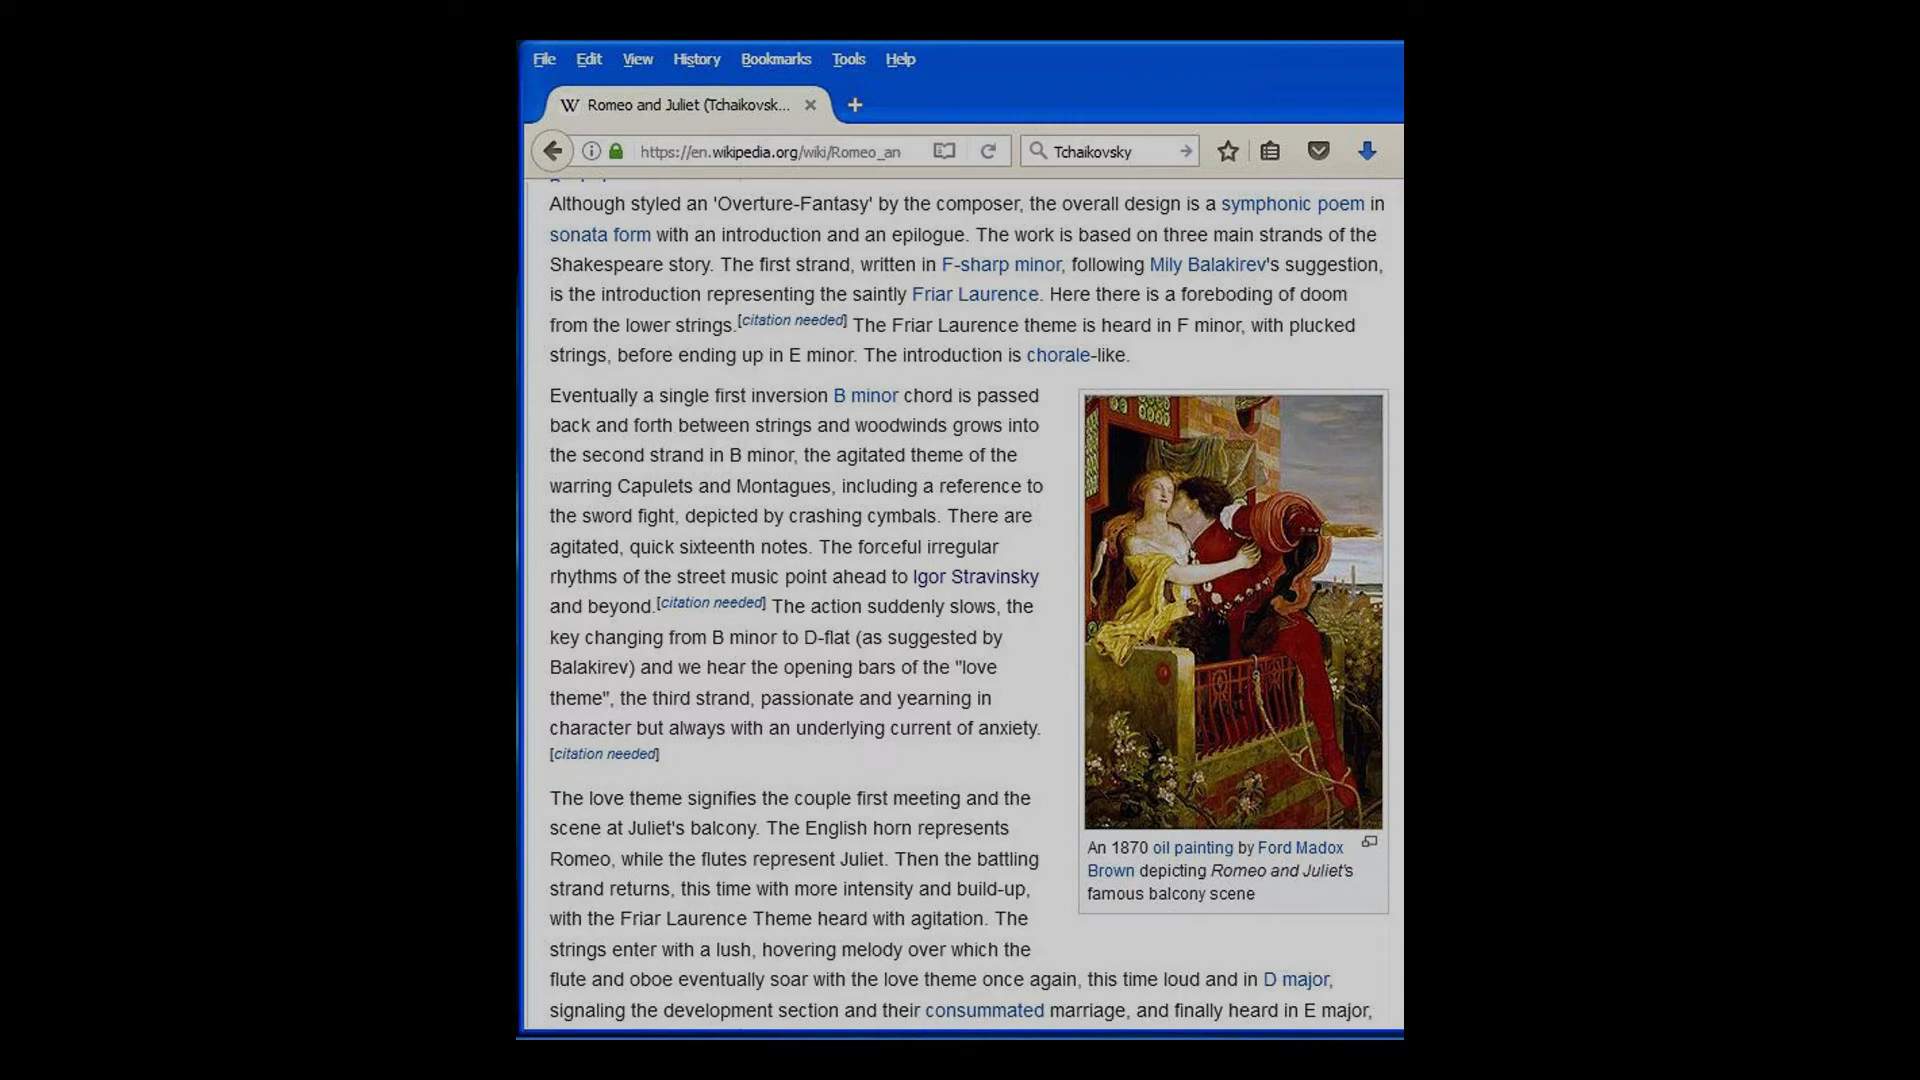 File Edit View History Bookmarks Tools Help
W Romeo and Juliet (Tchaikovsk...
https://en.wikipedia.org/wiki/Romeo_an
Tchaikovsky
Although styled an 'Overture-Fantasy' by the composer, the overall design is a symphonic poem in
sonata form with an introduction and an epilogue. The work is based on three main strands of the
Shakespeare story. The first strand, written in F-sharp minor, following Mily Balakirev's suggestion,
is the introduction representing the saintly Friar Laurence. Here there is a foreboding of doom
from the lower strings.[citation needed] The Friar Laurence theme is heard in F minor, with plucked
strings, before ending up in E minor. The introduction is chorale-like.
Eventually a single first inversion B minor chord is passed
back and forth between strings and woodwinds grows into
the second strand in B minor, the agitated theme of the
warring Capulets and Montagues, including a reference to
the sword fight, depicted by crashing cymbals. There are
agitated, quick sixteenth notes. The forceful irregular
rhythms of the street music point ahead to Igor Stravinsky
and beyond.[citation needed] The action suddenly slows, the
key changing from B minor to D-flat (as suggested by
Balakirev) and we hear the opening bars of the "love
theme", the third strand, passionate and yearning in
character but always with an underlying current of anxiety.
[citation needed]
The love theme signifies the couple first meeting and the
scene at Juliet's balcony. The English horn represents
Romeo, while the flutes represent Juliet. Then the battling
strand returns, this time with more intensity and build-up,
with the Friar Laurence Theme heard with agitation. The
strings enter with a lush, hovering melody over which the
flute and oboe eventually soar with the love theme once again, this time loud and in D major,
signaling the development section and their consummated marriage, and finally heard in E major,
An 1870 oil painting by Ford Madox
Brown depicting Romeo and Juliet's
famous balcony scene